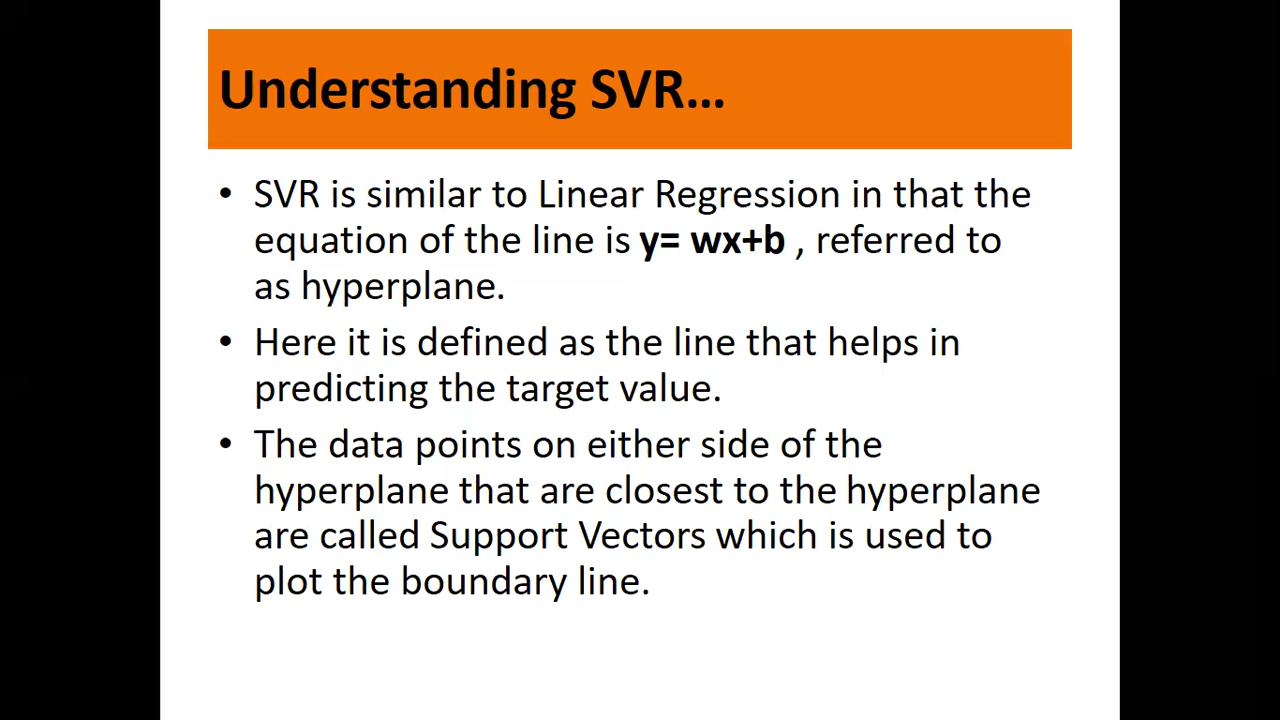 Understanding SVR...
• SVR is similar to Linear Regression in that the
equation of the line is y= wx+b , referred to
as hyperplane.
• Here it is defined as the line that helps in
predicting the target value.
• The data points on either side of the
hyperplane that are closest to the hyperplane
are called Support Vectors which is used to
plot the boundary line.